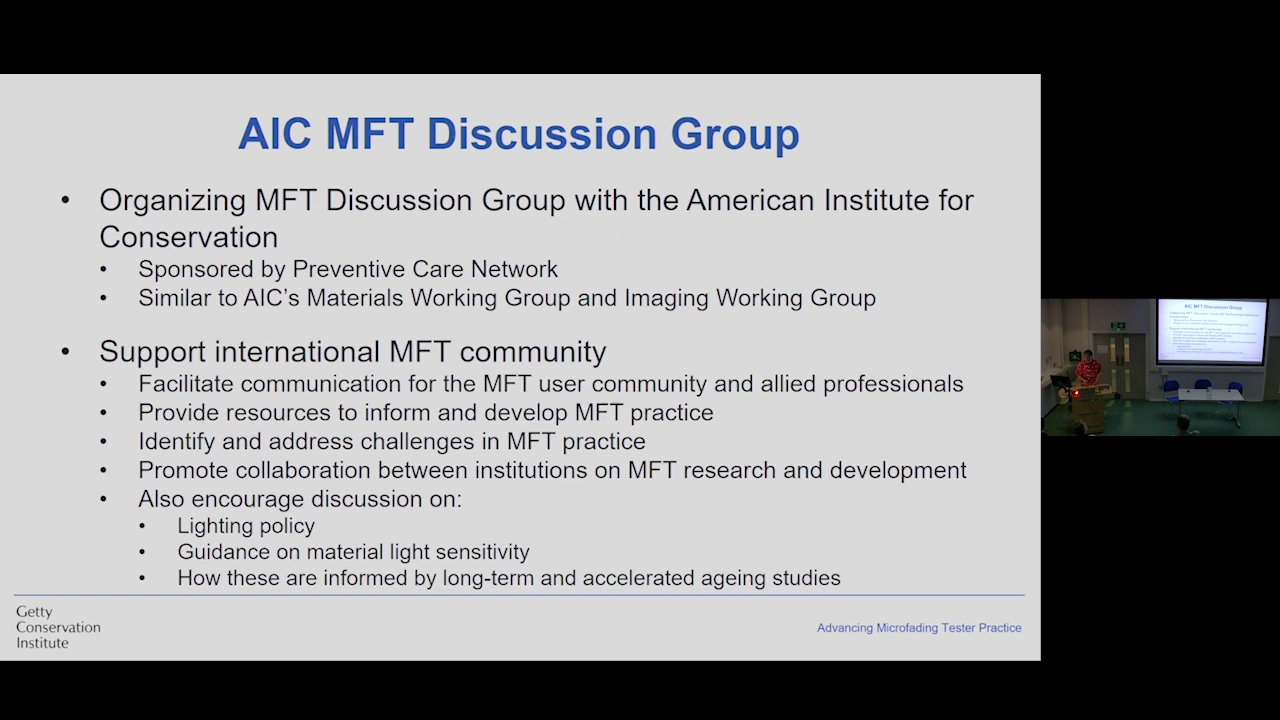 AIC MFT Discussion Group
• Organizing MFT Discussion Group with the American Institute for
Conservation
• Sponsored by Preventive Care Network
• Similar to AIC's Materials Working Group and Imaging Working Group
• Support international MFT community
• Facilitate communication for the MFT user community and allied professionals
• Provide resources to inform and develop MFT practice
• Identify and address challenges in MFT practice
• Promote collaboration between institutions on MFT research and development
• Also encourage discussion on:
• Lighting policy
• Guidance on material light sensitivity
• How these are informed by long-term and accelerated ageing studies
Getty
Conservation
Institute
Advancing Microfading Tester Practice
AIC MFT Discussion Group